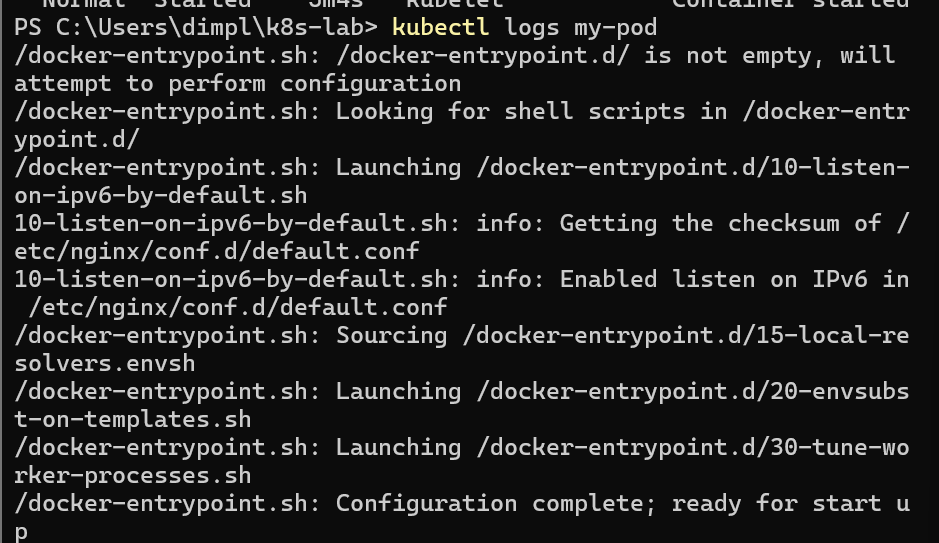 Normal  Started    3m4s   kubelet            Container started
PS C:\Users\dimpl\k8s-lab> kubectl logs my-pod
/docker-entrypoint.sh: /docker-entrypoint.d/ is not empty, will
attempt to perform configuration
/docker-entrypoint.sh: Looking for shell scripts in /docker-entr
ypoint.d/
/docker-entrypoint.sh: Launching /docker-entrypoint.d/10-listen-
on-ipv6-by-default.sh
10-listen-on-ipv6-by-default.sh: info: Getting the checksum of /
etc/nginx/conf.d/default.conf
10-listen-on-ipv6-by-default.sh: info: Enabled listen on IPv6 in
 /etc/nginx/conf.d/default.conf
/docker-entrypoint.sh: Sourcing /docker-entrypoint.d/15-local-re
solvers.envsh
/docker-entrypoint.sh: Launching /docker-entrypoint.d/20-envsubs
t-on-templates.sh
/docker-entrypoint.sh: Launching /docker-entrypoint.d/30-tune-wo
rker-processes.sh
/docker-entrypoint.sh: Configuration complete; ready for start u
p